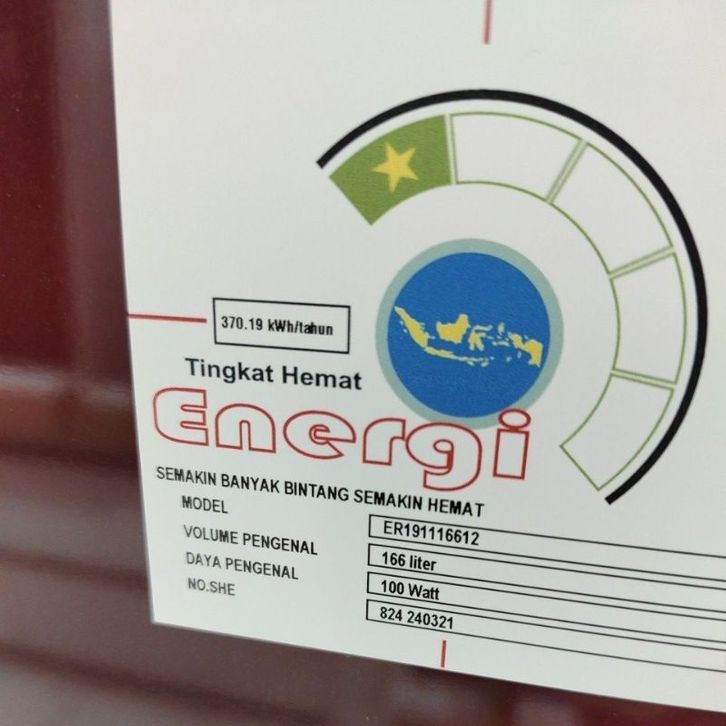 370.19 kWh/tahun
Tingkat Hemat
Energi
SEMAKIN BANYAK BINTANG SEMAKIN HEMAT
MODEL ER191116612
VOLUME PENGENAL 166 liter
DAYA PENGENAL 100 Watt
NO.SHE 824 240321